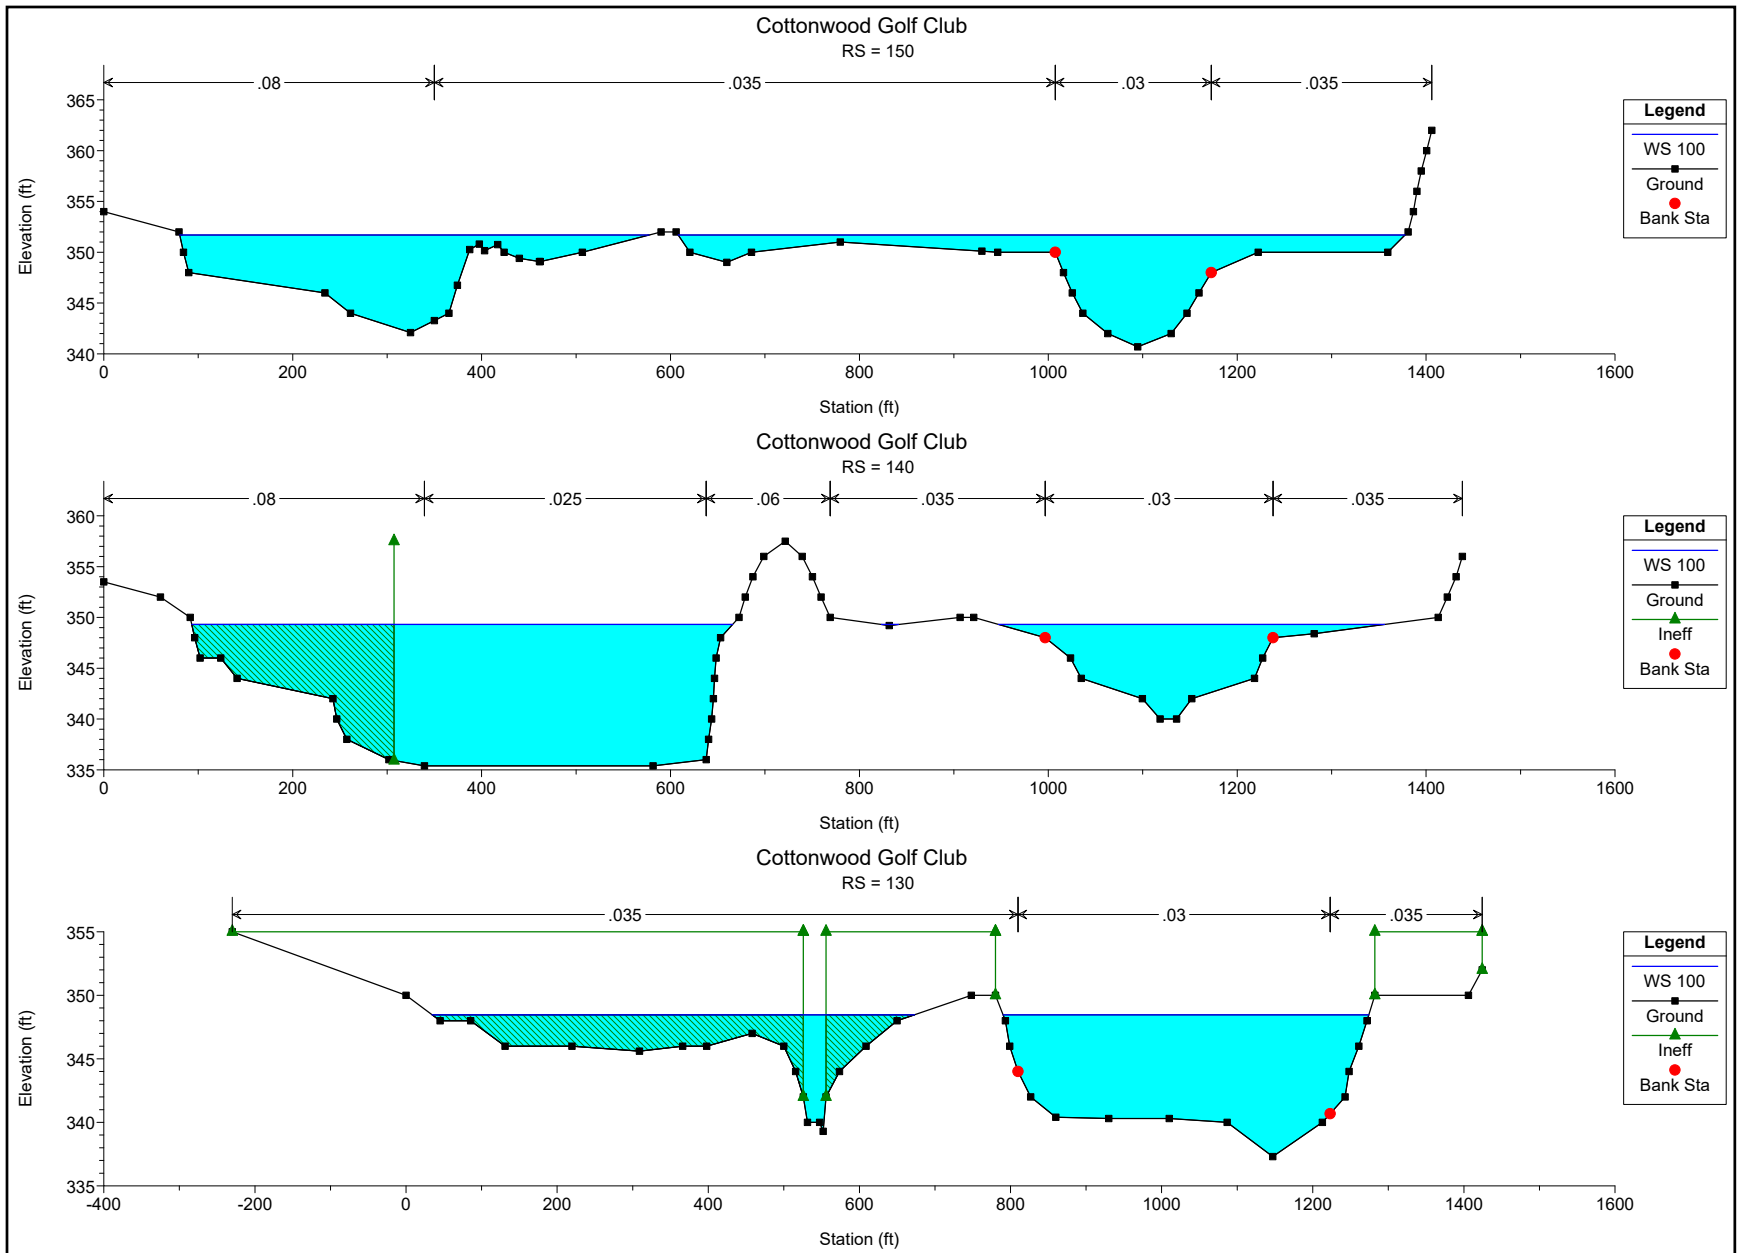 Cottonwood Golf Club
RS = 150
.08 .035 .03 .035
365
360
355
350
345
340
Elevation (ft)
0 200 400 600 800 1000 1200 1400 1600
Station (ft)
Legend
WS 100
Ground
Bank Sta
Cottonwood Golf Club
RS = 140
.08 .025 .06 .035 .03 .035
360
355
350
345
340
335
Elevation (ft)
0 200 400 600 800 1000 1200 1400 1600
Station (ft)
Legend
WS 100
Ground
Ineff
Bank Sta
Cottonwood Golf Club
RS = 130
.035 .03 .035
355
350
345
340
335
Elevation (ft)
-400 -200 0 200 400 600 800 1000 1200 1400 1600
Station (ft)
Legend
WS 100
Ground
Ineff
Bank Sta